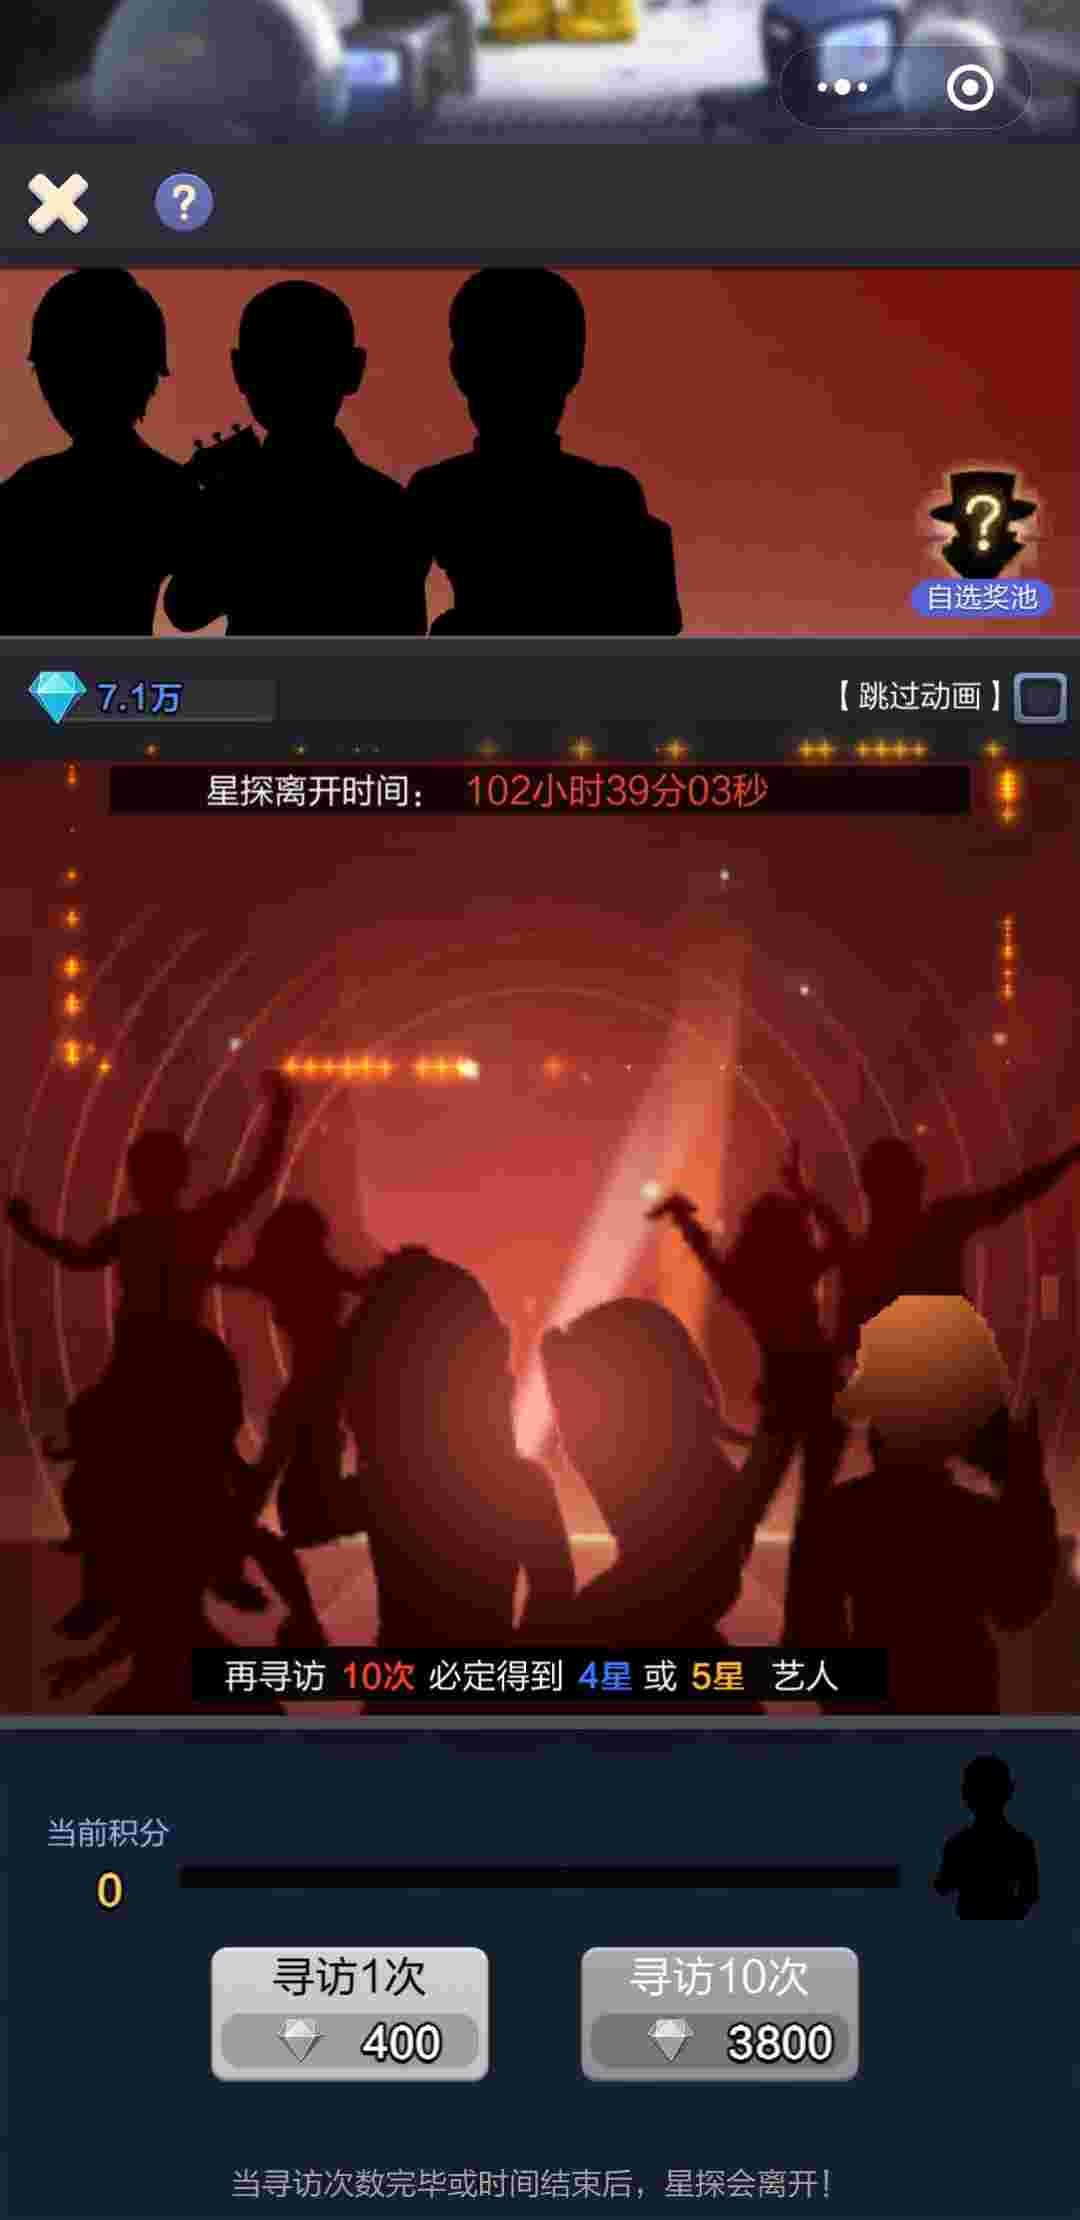 ?
?
自选奖池
7.1万
【跳过动画】
星探离开时间： 102小时39分03秒
再寻访 10次 必定得到 4星 或 5星 艺人
当前积分
0
寻访1次
400
寻访10次
3800
当寻访次数完毕或时间结束后，星探会离开！